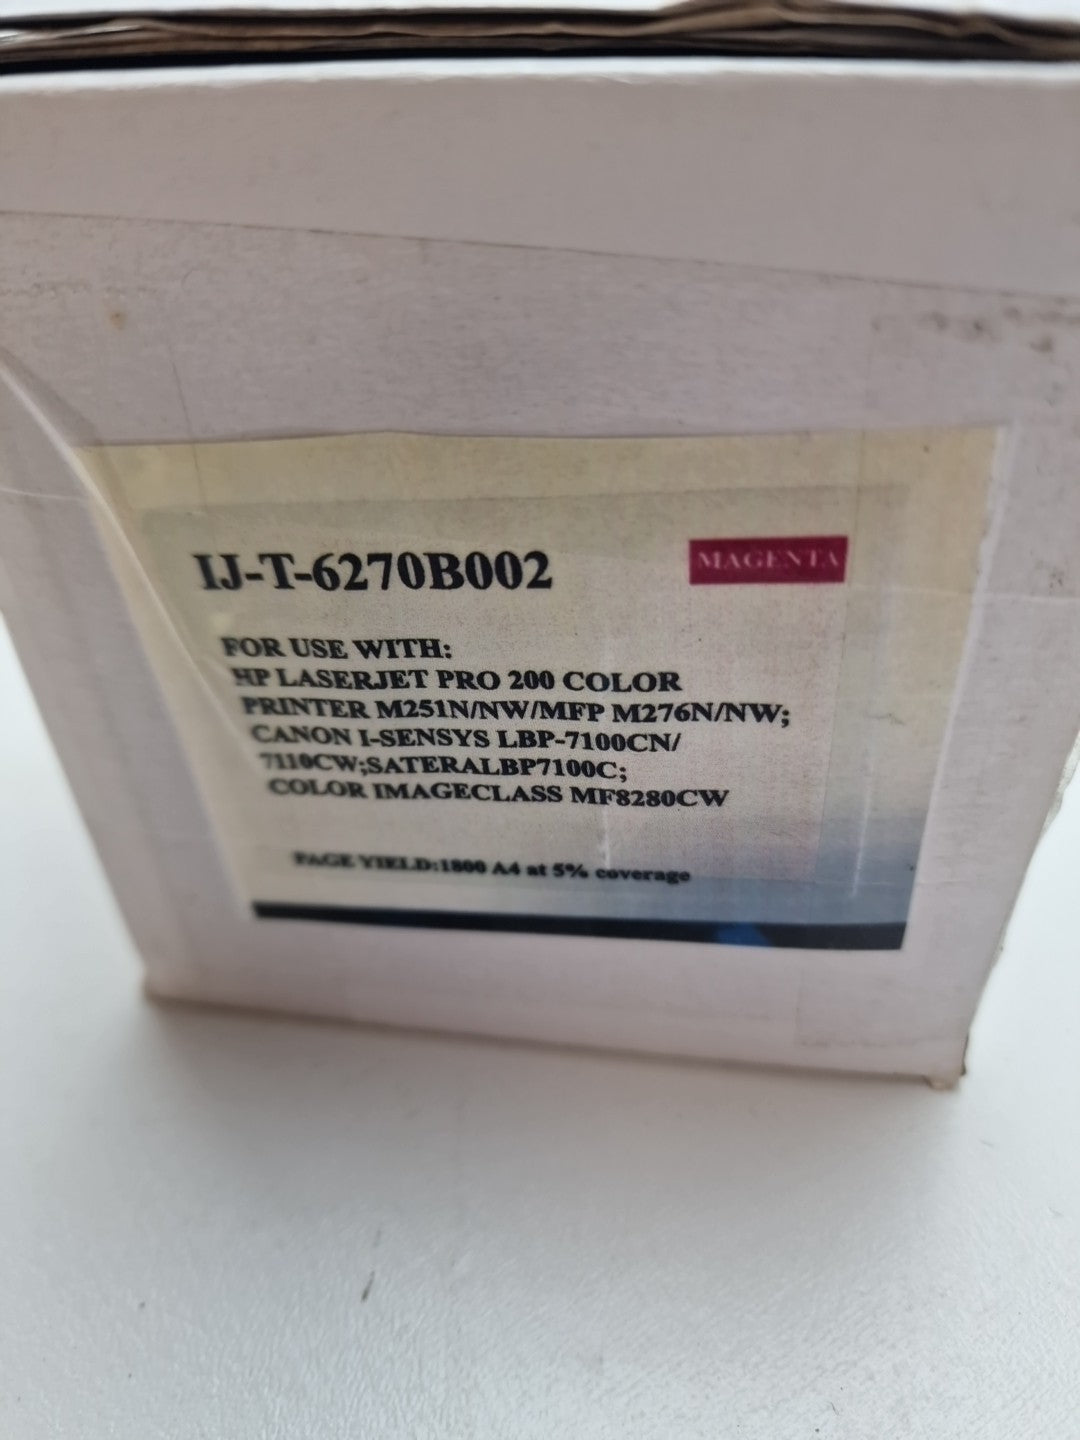 IJ-T-6270B002
MAGENTA
FOR USE WITH:
HP LASERJET PRO 200 COLOR
PRINTER M251N/NW/MFP M276N/NW;
CANON I-SENSYS LBP-7100CN/
7110CW;SATERALBP7100C;
COLOR IMAGECLASS MF8280CW
PAGE YIELD:1800 A4 at 5% coverage